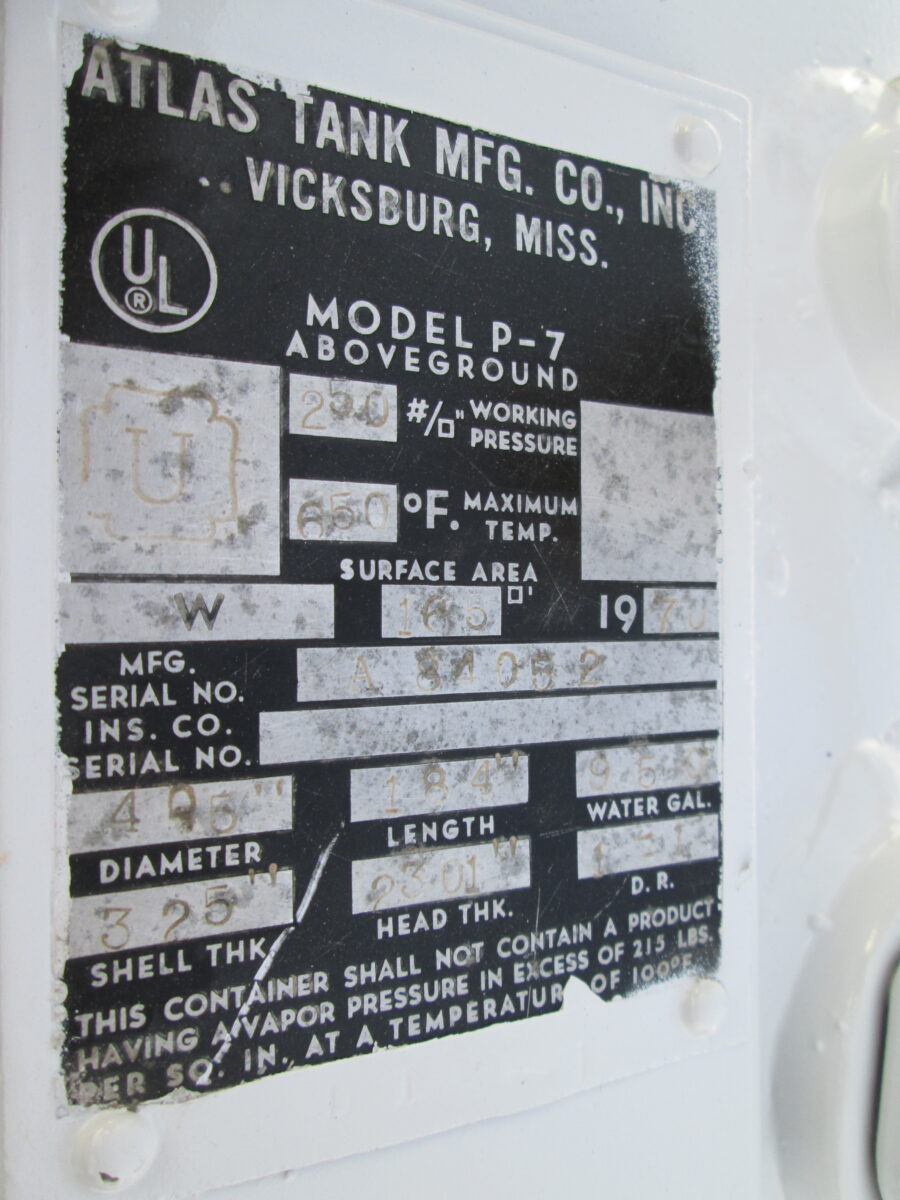 ATLAS TANK MFG. CO., INC.
VICKSBURG, MISS.
UL
®
MODEL P-7
ABOVEGROUND
U
250 #/□" WORKING PRESSURE
650 °F. MAXIMUM TEMP.
SURFACE AREA
W □' 19
MFG. SERIAL NO. A 84052
INS. CO. SERIAL NO.
184" LENGTH
WATER GAL.
DIAMETER
325" SHELL THK.
2301" HEAD THK.
D. R.
THIS CONTAINER SHALL NOT CONTAIN A PRODUCT
HAVING A VAPOR PRESSURE IN EXCESS OF 215 LBS.
PER SQ. IN. AT A TEMPERATURE OF 100°F.